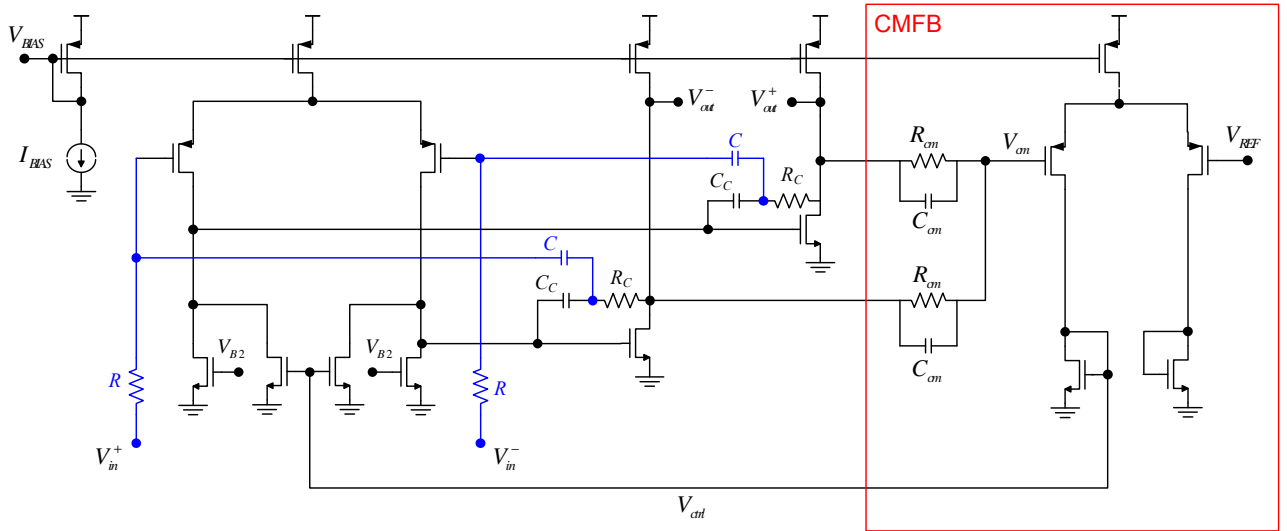 CMFB
V_BIAS
V_out^-
V_out^+
R_cm
V_cm
V_REF
I_BIAS
C
R_C
C_C
C_cm
C
C_C
R_C
R_cm
V_B2
V_B2
C_cm
R
R
V_in^+
V_in^-
V_ctrl